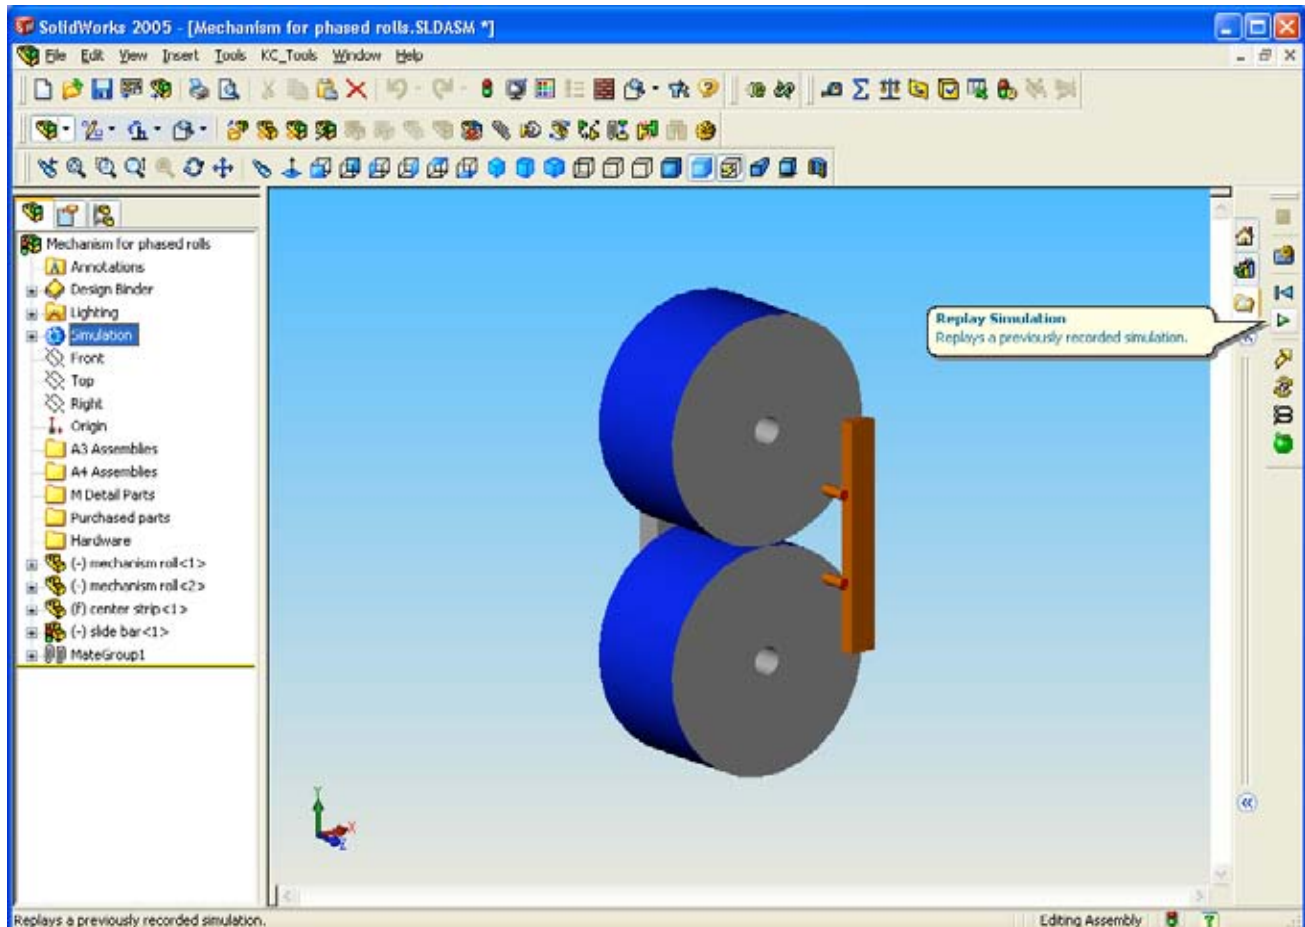 SolidWorks 2005 - [Mechanism for phased rolls.SLDASM *]
File Edit View Insert Tools KC_Tools Window Help
Mechanism for phased rolls
Annotations
Design Binder
Lighting
Simulation
Front
Top
Right
Origin
A3 Assemblies
A4 Assemblies
M Detail Parts
Purchased parts
Hardware
(-) mechanism roll<1>
(-) mechanism roll<2>
(f) center strip<1>
(-) slide bar<1>
MateGroup1
Replay Simulation
Replays a previously recorded simulation.
Y
X
Z
Replays a previously recorded simulation.
Editing Assembly